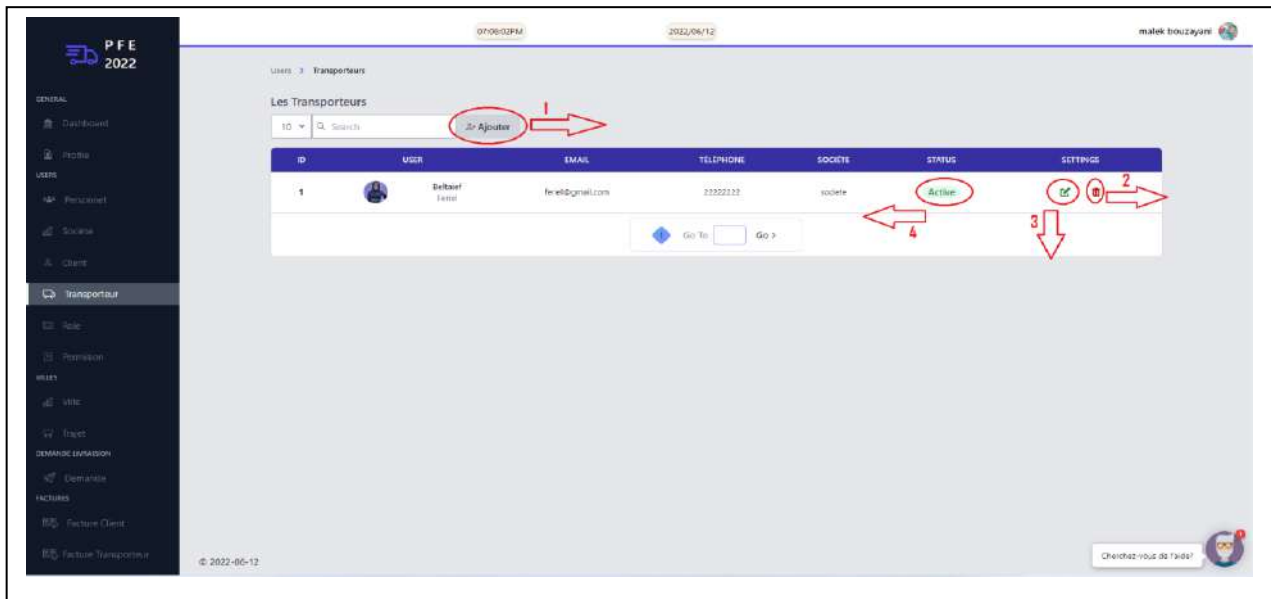 PFE
2022
07:08:02PM
2022/06/12
malek bouzayani
Users > Transporteurs
Les Transporteurs
10
Search
Ajouter
1
ID USER EMAIL TELEPHONE SOCIÉTE STATUS SETTINGS
1 Beltaief ferell@gmail.com 22222222 societe Active
Feriel
2
3
4
1 Go To Go >
GENERAL
Dashboard
Profile
USERS
Personnel
Societe
Client
Transporteur
Role
Permission
VILLES
Ville
Trajet
DEMANDE LIVRAISON
Demande
FACTURES
Facture Client
Facture Transporteur
© 2022-06-12
Cherchez-vous de l'aide?